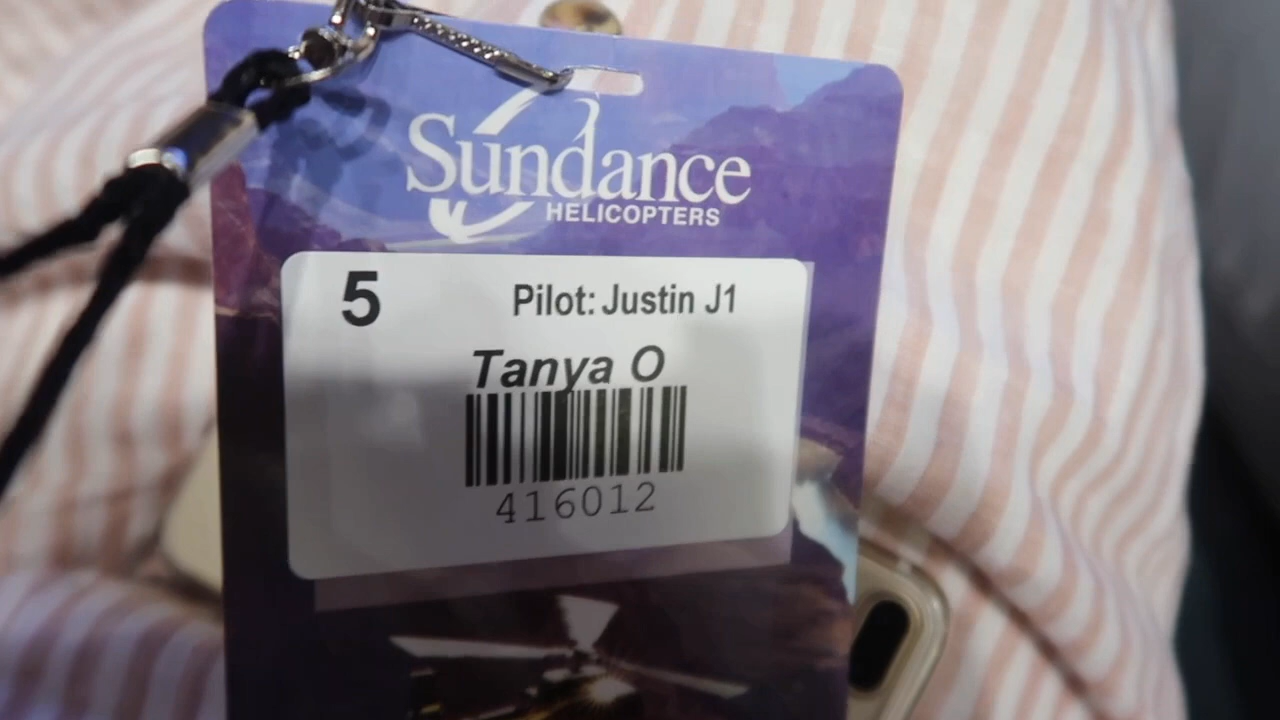 Sundance
HELICOPTERS
5 Pilot: Justin J1
Tanya O
416012